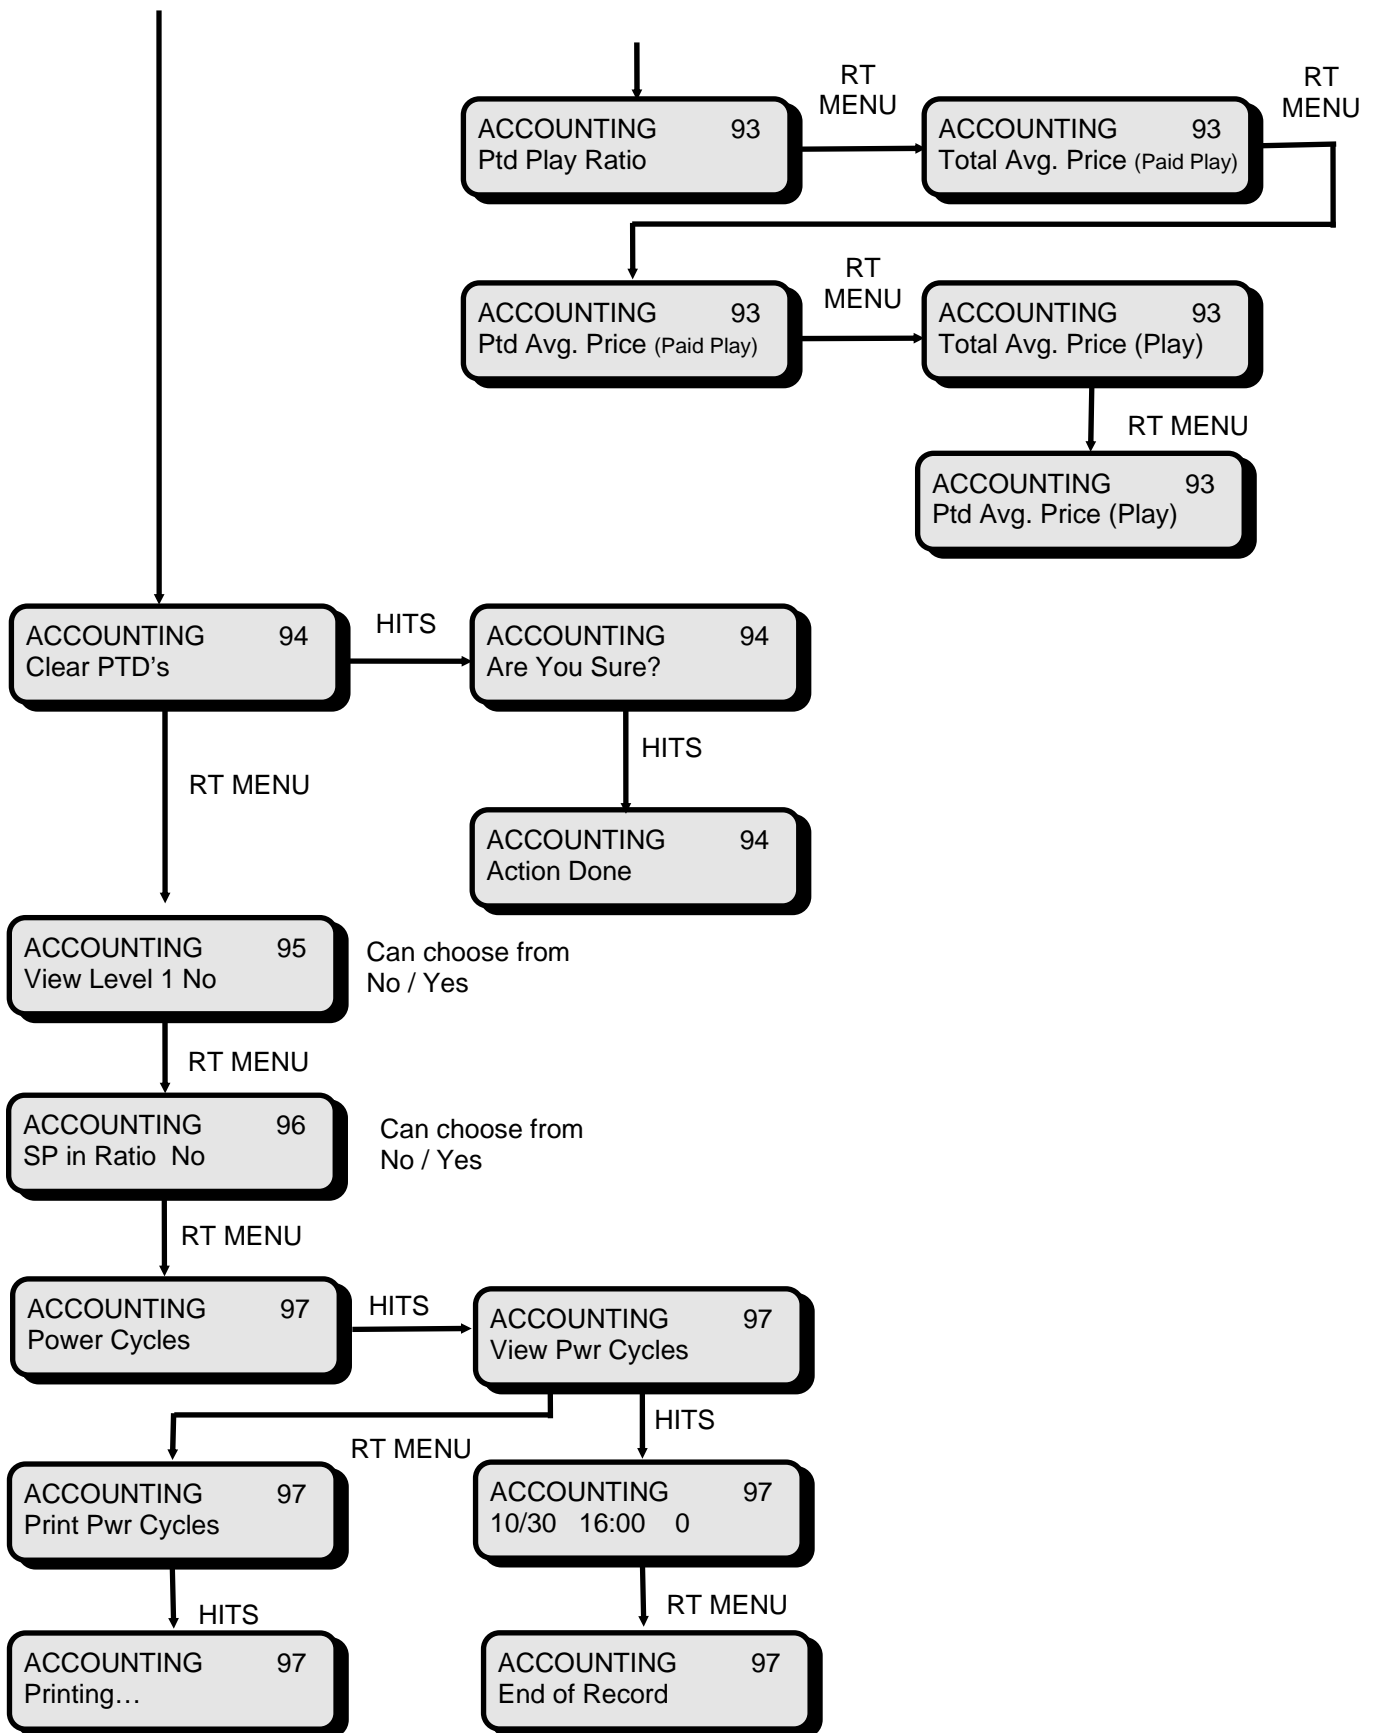 RT
MENU
RT
MENU
ACCOUNTING 93
Ptd Play Ratio
ACCOUNTING 93
Total Avg. Price (Paid Play)
RT
MENU
ACCOUNTING 93
Ptd Avg. Price (Paid Play)
ACCOUNTING 93
Total Avg. Price (Play)
RT MENU
ACCOUNTING 93
Ptd Avg. Price (Play)
ACCOUNTING 94
Clear PTD’s
HITS
ACCOUNTING 94
Are You Sure?
HITS
RT MENU
ACCOUNTING 94
Action Done
ACCOUNTING 95
View Level 1 No
Can choose from
No / Yes
RT MENU
ACCOUNTING 96
SP in Ratio No
Can choose from
No / Yes
RT MENU
ACCOUNTING 97
Power Cycles
HITS
ACCOUNTING 97
View Pwr Cycles
HITS
RT MENU
ACCOUNTING 97
Print Pwr Cycles
ACCOUNTING 97
10/30 16:00 0
HITS
RT MENU
ACCOUNTING 97
Printing…
ACCOUNTING 97
End of Record